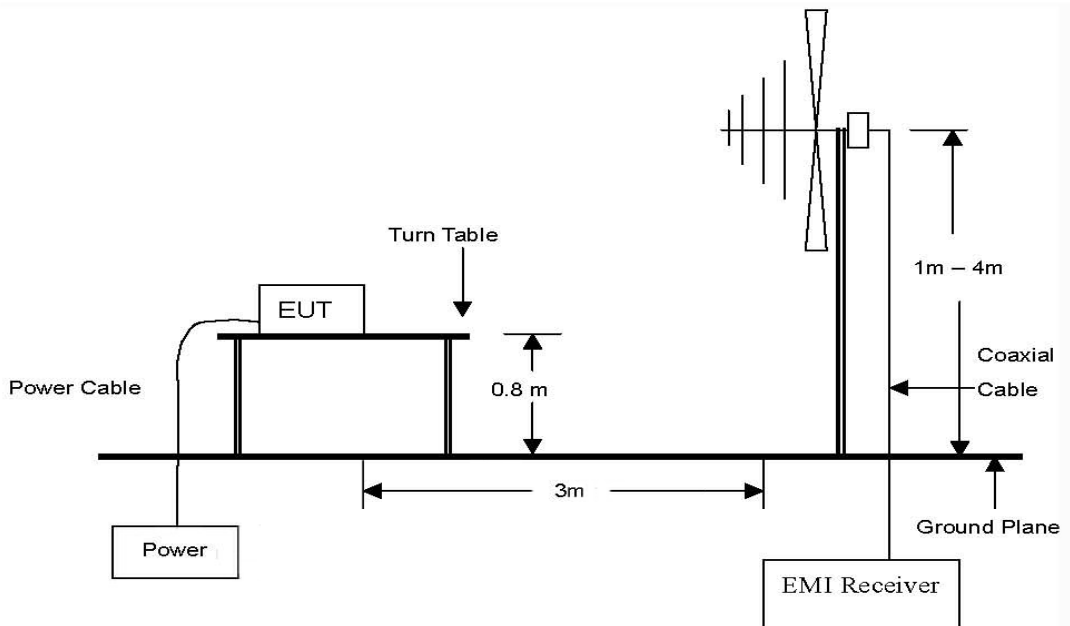 Turn Table
EUT
1m – 4m
Coaxial
Cable
Power Cable
0.8 m
3m
Ground Plane
Power
EMI Receiver